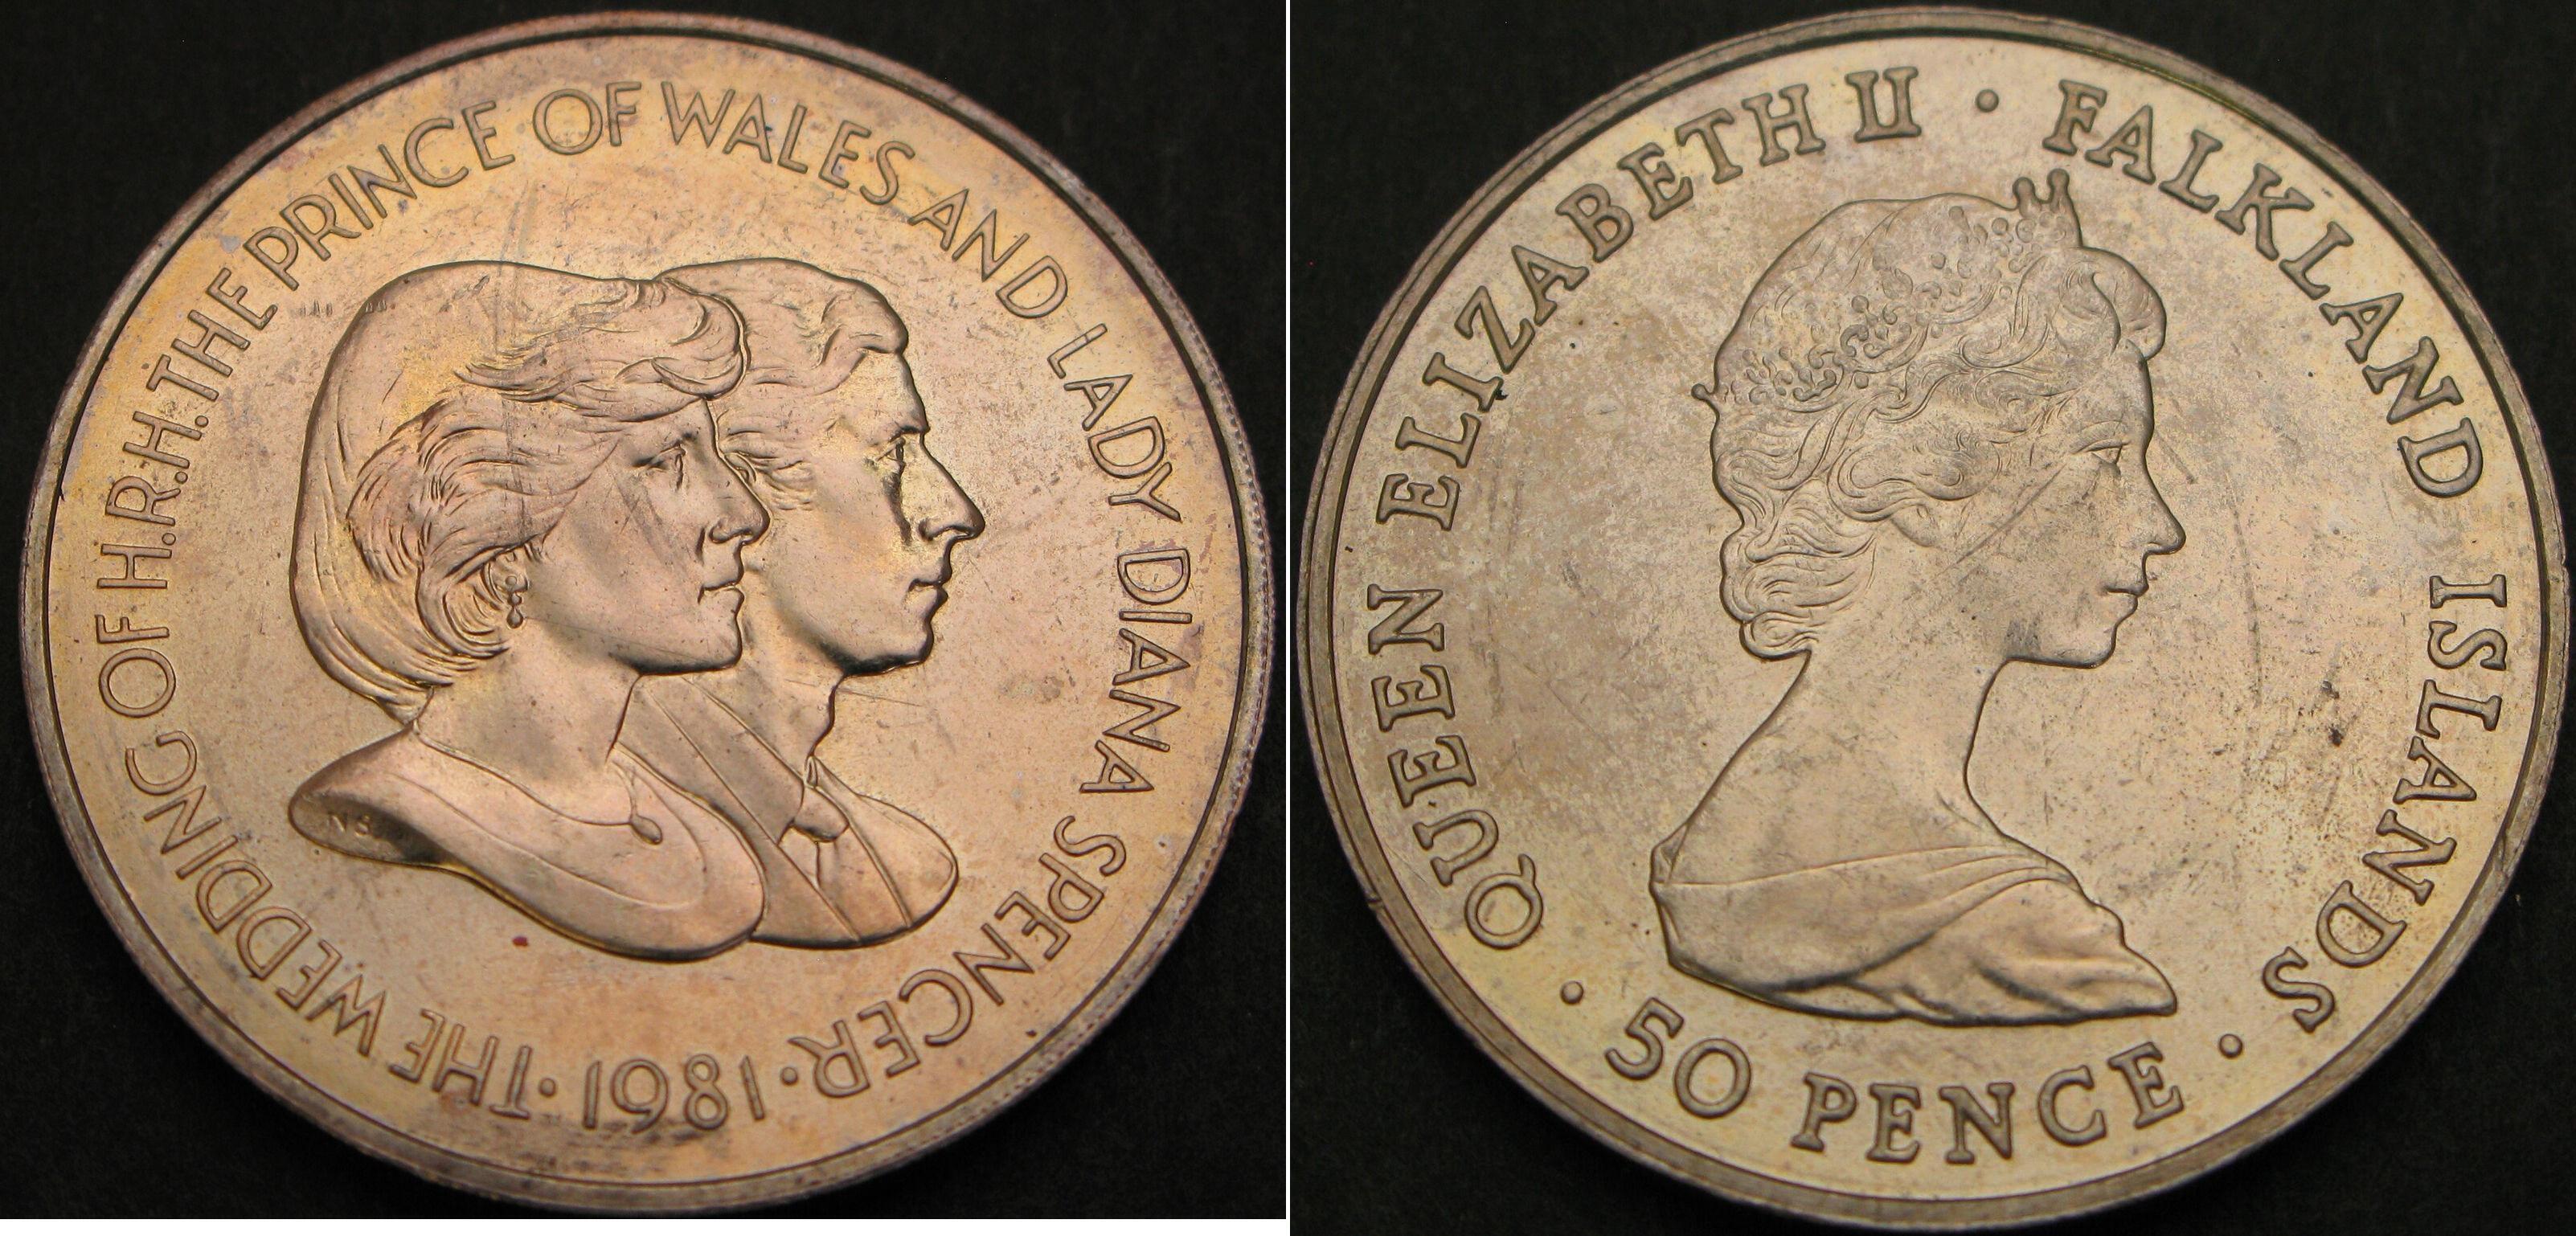 THE WEDDING OF H.R.H. THE PRINCE OF WALES AND LADY DIANA SPENCER · 1981 ·
N S.
QUEEN ELIZABETH II · FALKLAND ISLANDS ·
50 PENCE ·